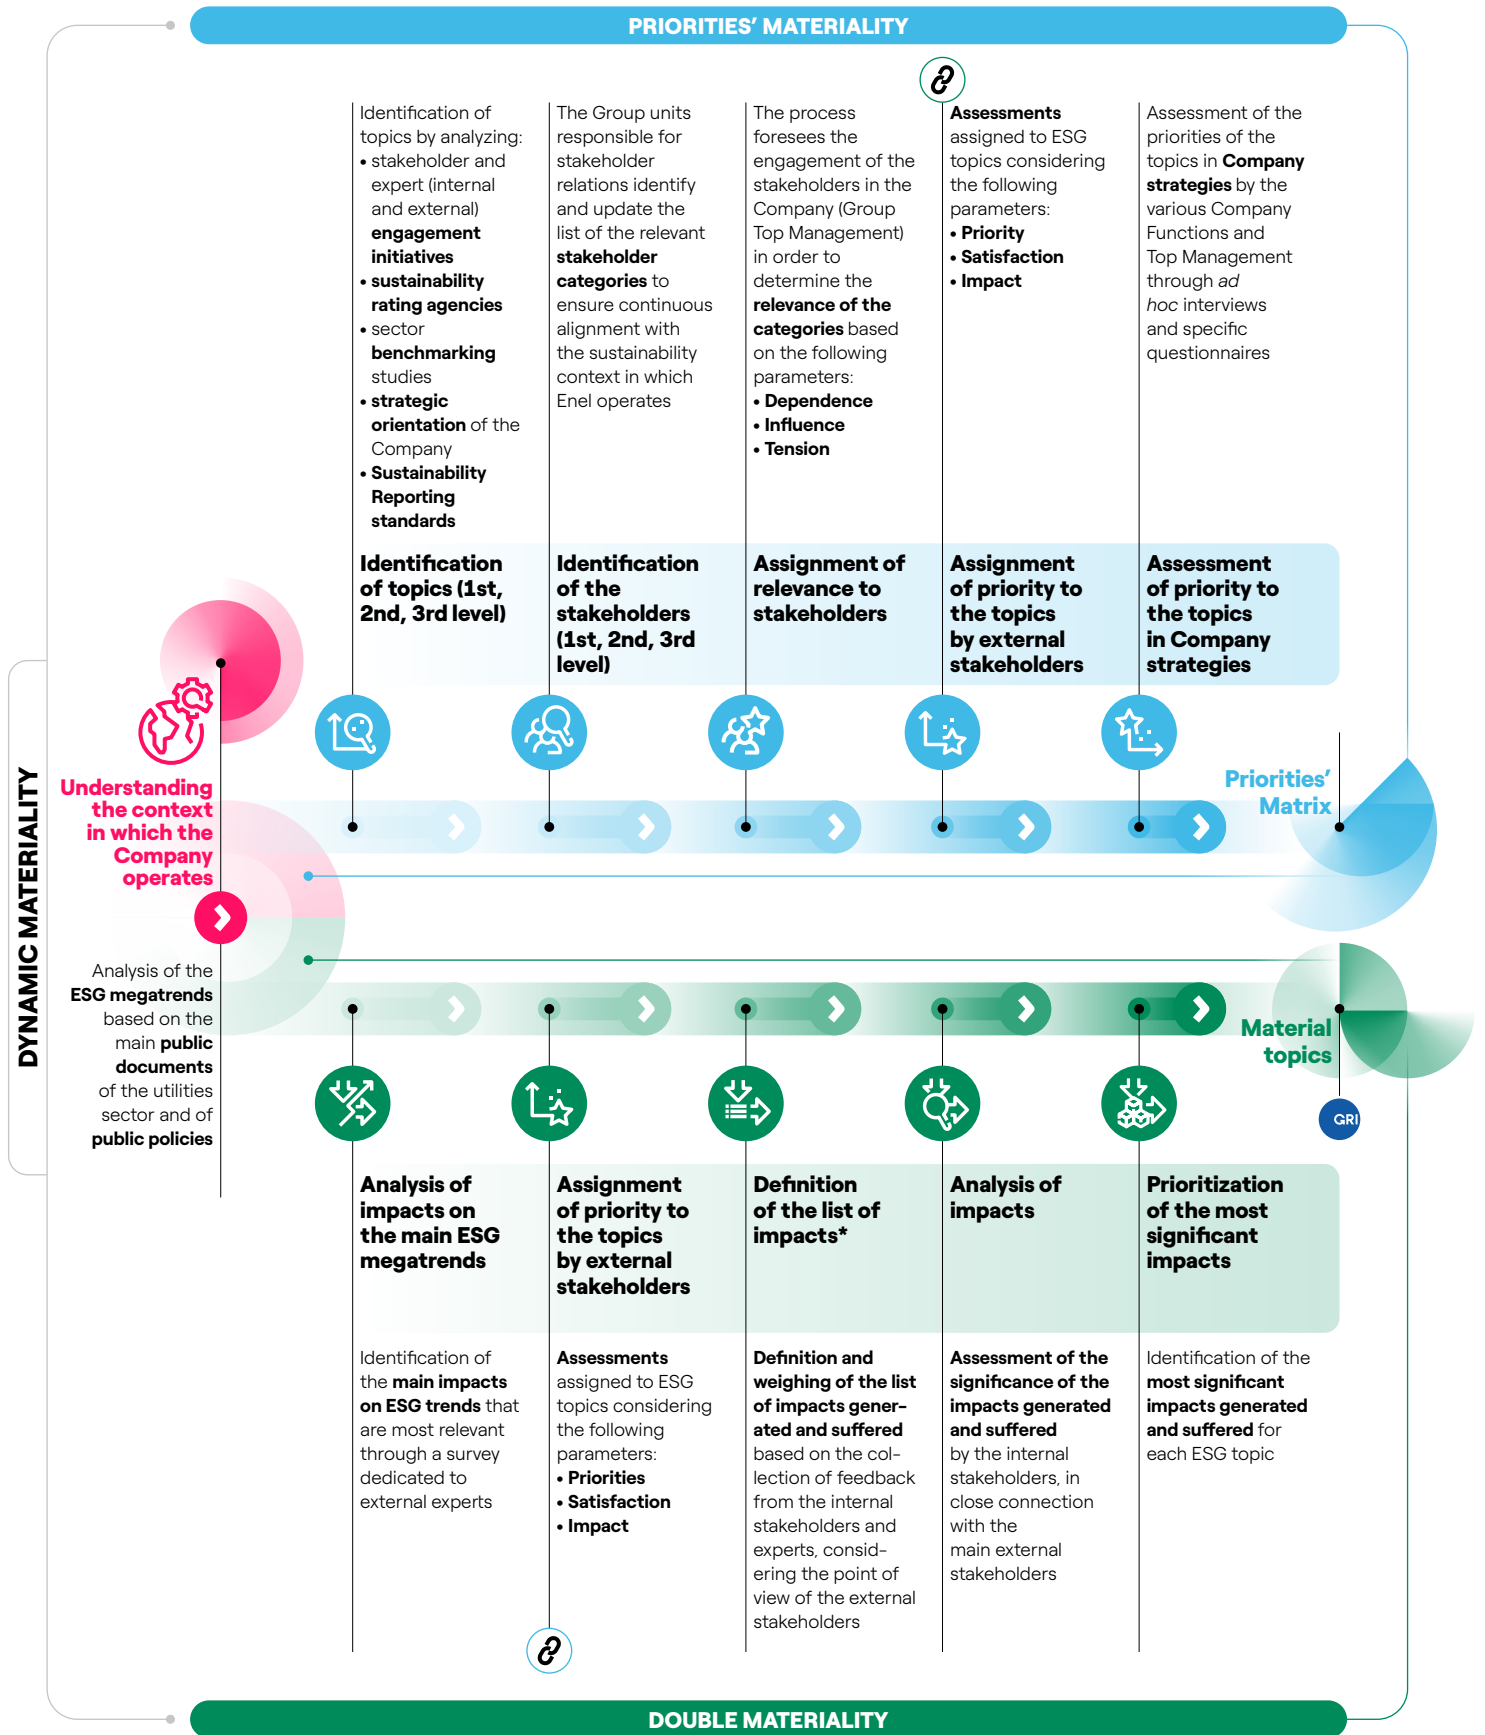 PRIORITIES’ MATERIALITY
Identification of
topics by analyzing:
• stakeholder and
expert (internal
and external)
engagement
initiatives
• sustainability
rating agencies
• sector
benchmarking
studies
• strategic
orientation of the
Company
• Sustainability
Reporting
standards
The Group units
responsible for
stakeholder
relations identify
and update the
list of the relevant
stakeholder
categories to
ensure continuous
alignment with
the sustainability
context in which
Enel operates
The process
foresees the
engagement of the
stakeholders in the
Company (Group
Top Management)
in order to
determine the
relevance of the
categories based
on the following
parameters:
• Dependence
• Influence
• Tension
Assessments
assigned to ESG
topics considering
the following
parameters:
• Priority
• Satisfaction
• Impact
Assessment of the
priorities of the
topics in Company
strategies by the
various Company
Functions and
Top Management
through ad
hoc interviews
and specific
questionnaires
Identification
of topics (1st,
2nd, 3rd level)
Identification
of the
stakeholders
(1st, 2nd, 3rd
level)
Assignment of
relevance to
stakeholders
Assignment
of priority to
the topics
by external
stakeholders
Assessment
of priority to
the topics
in Company
strategies
DYNAMIC MATERIALITY
Understanding
the context
in which the
Company
operates
Analysis of the
ESG megatrends
based on the
main public
documents
of the utilities
sector and of
public policies
Priorities’
Matrix
Material
topics
GRI
Analysis of
impacts on
the main ESG
megatrends
Assignment
of priority to
the topics
by external
stakeholders
Definition
of the list of
impacts*
Analysis of
impacts
Prioritization
of the most
significant
impacts
Identification of
the main impacts
on ESG trends that
are most relevant
through a survey
dedicated to
external experts
Assessments
assigned to ESG
topics considering
the following
parameters:
• Priorities
• Satisfaction
• Impact
Definition and
weighing of the list
of impacts gener-
ated and suffered
based on the col-
lection of feedback
from the internal
stakeholders and
experts, consid-
ering the point of
view of the external
stakeholders
Assessment of the
significance of the
impacts generated
and suffered
by the internal
stakeholders, in
close connection
with the
main external
stakeholders
Identification of the
most significant
impacts generated
and suffered for
each ESG topic
DOUBLE MATERIALITY